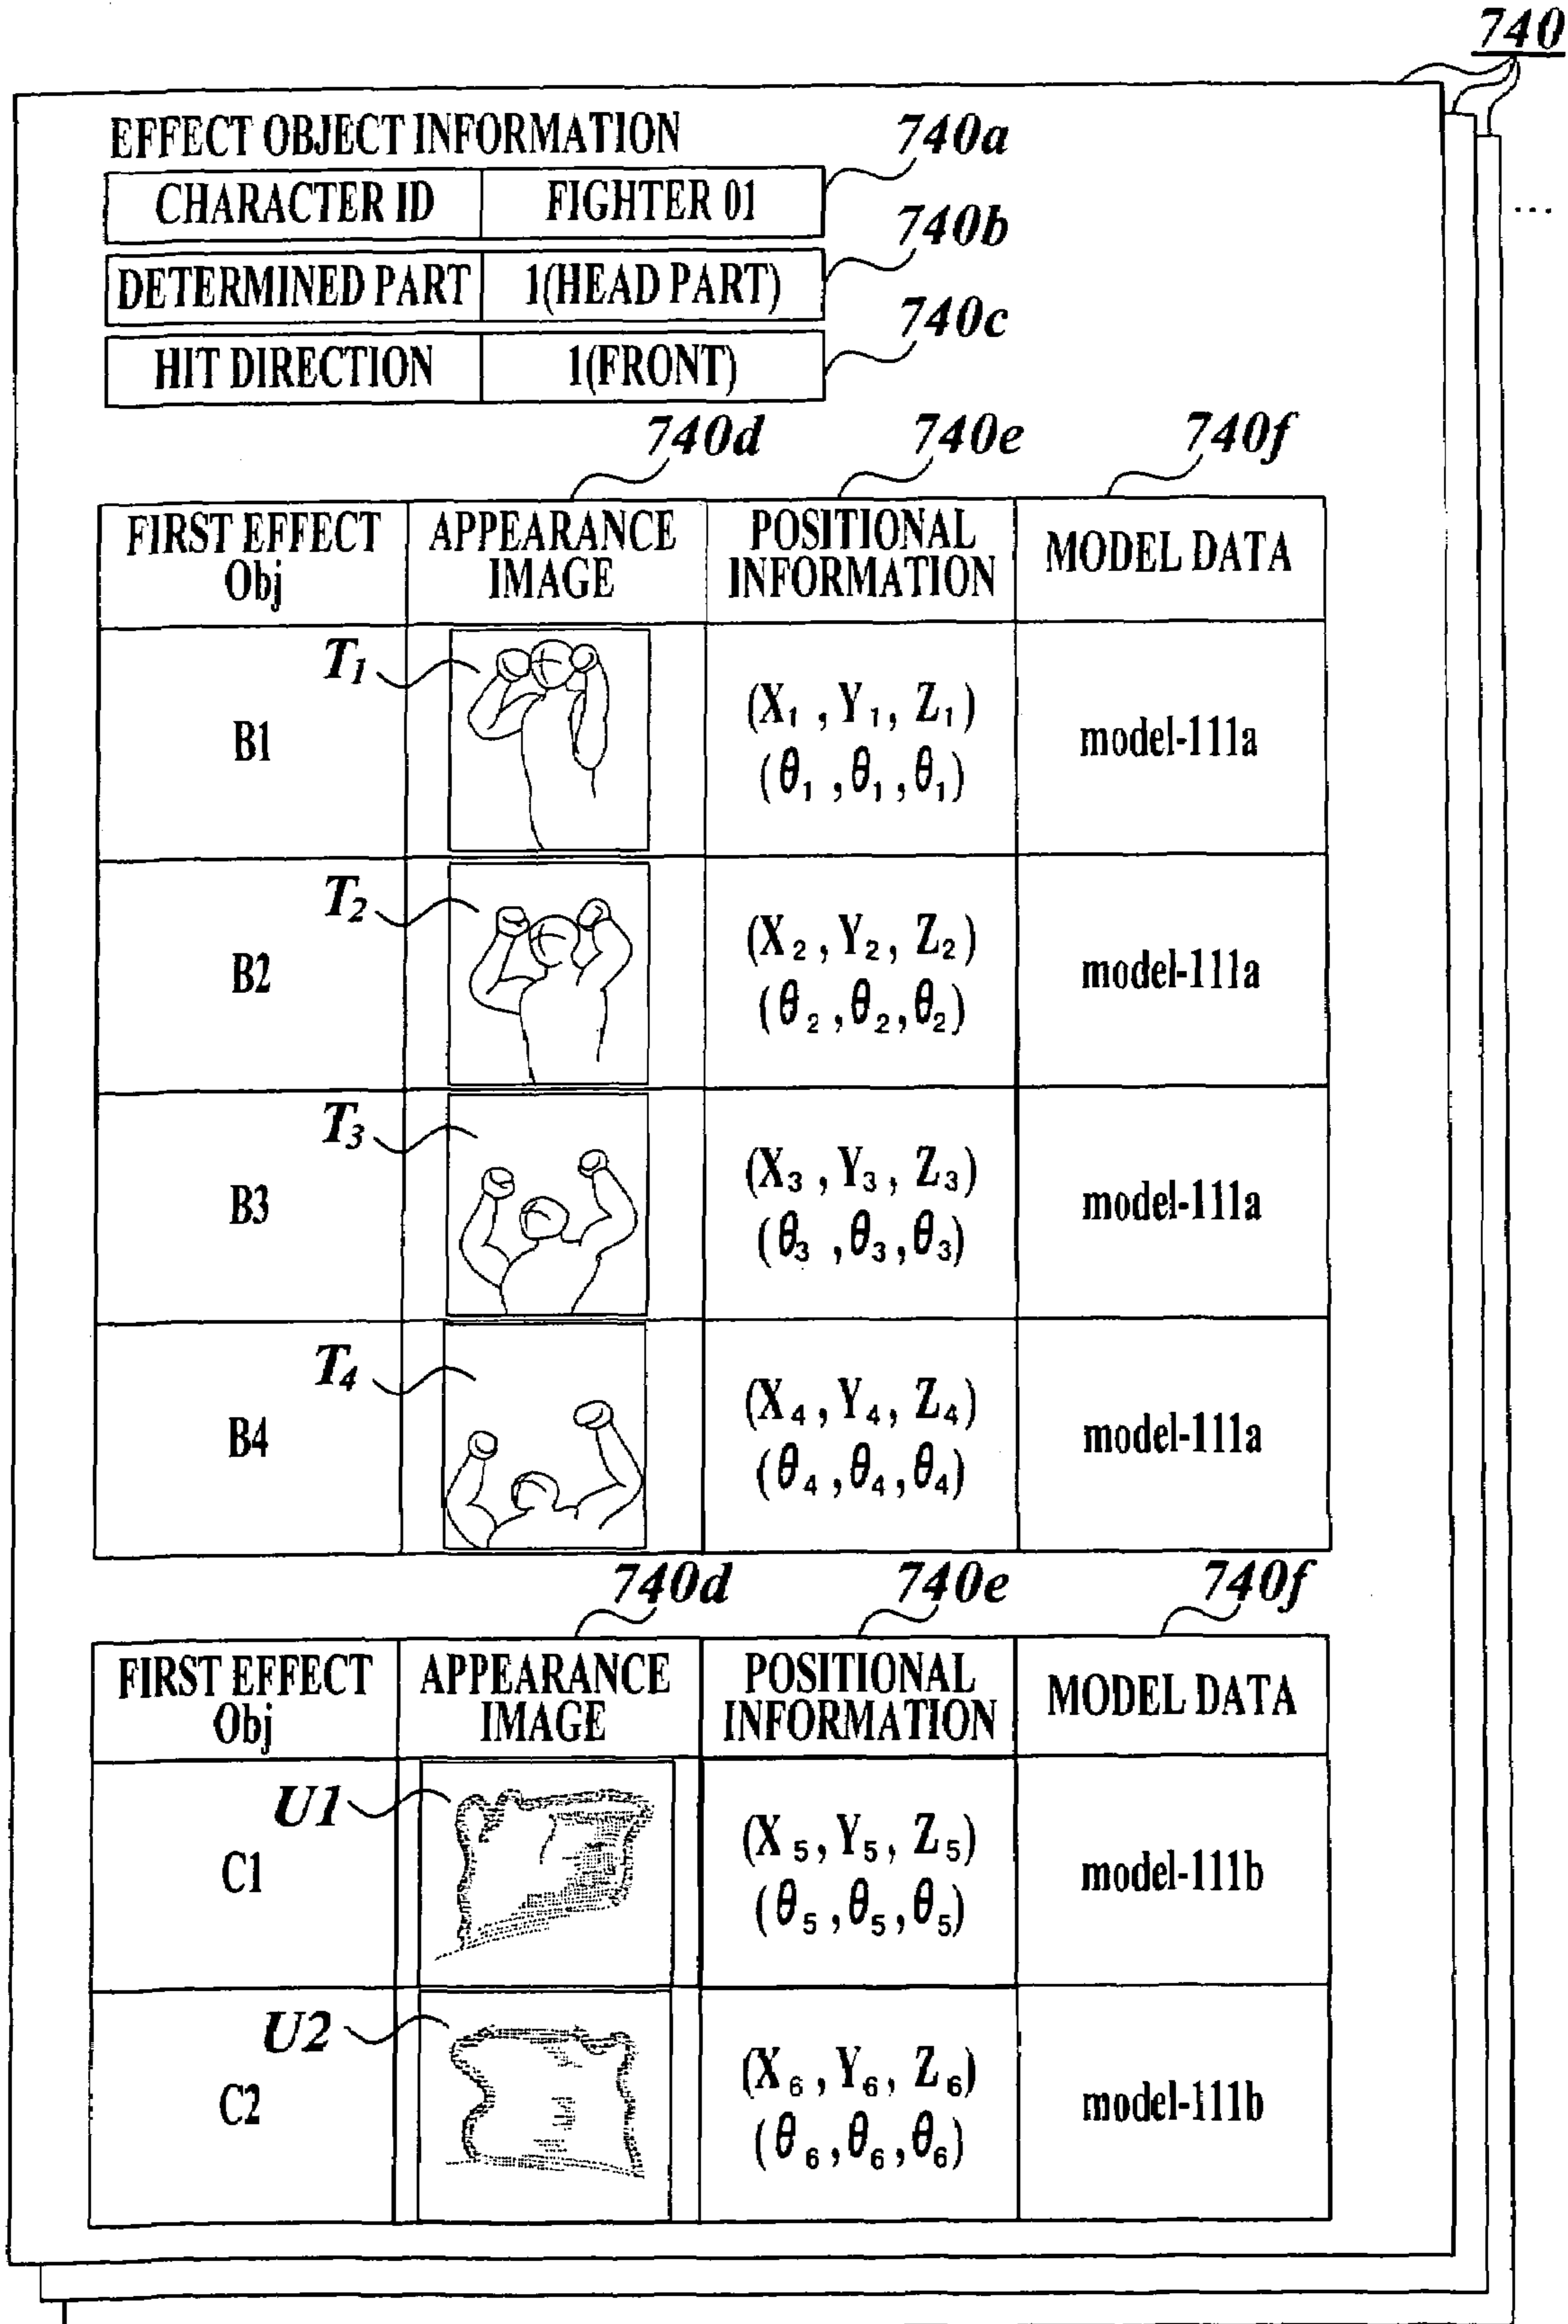 740
EFFECT OBJECT INFORMATION
740a
CHARACTER ID FIGHTER 01
740b
DETERMINED PART 1(HEAD PART)
740c
HIT DIRECTION 1(FRONT)
...
740d 740e 740f
FIRST EFFECT Obj APPEARANCE IMAGE POSITIONAL INFORMATION MODEL DATA
T1
B1 (X1, Y1, Z1) model-111a
(θ1, θ1, θ1)
T2
B2 (X2, Y2, Z2) model-111a
(θ2, θ2, θ2)
T3
B3 (X3, Y3, Z3) model-111a
(θ3, θ3, θ3)
T4
B4 (X4, Y4, Z4) model-111a
(θ4, θ4, θ4)
740d 740e 740f
FIRST EFFECT Obj APPEARANCE IMAGE POSITIONAL INFORMATION MODEL DATA
U1
C1 (X5, Y5, Z5) model-111b
(θ5, θ5, θ5)
U2
C2 (X6, Y6, Z6) model-111b
(θ6, θ6, θ6)